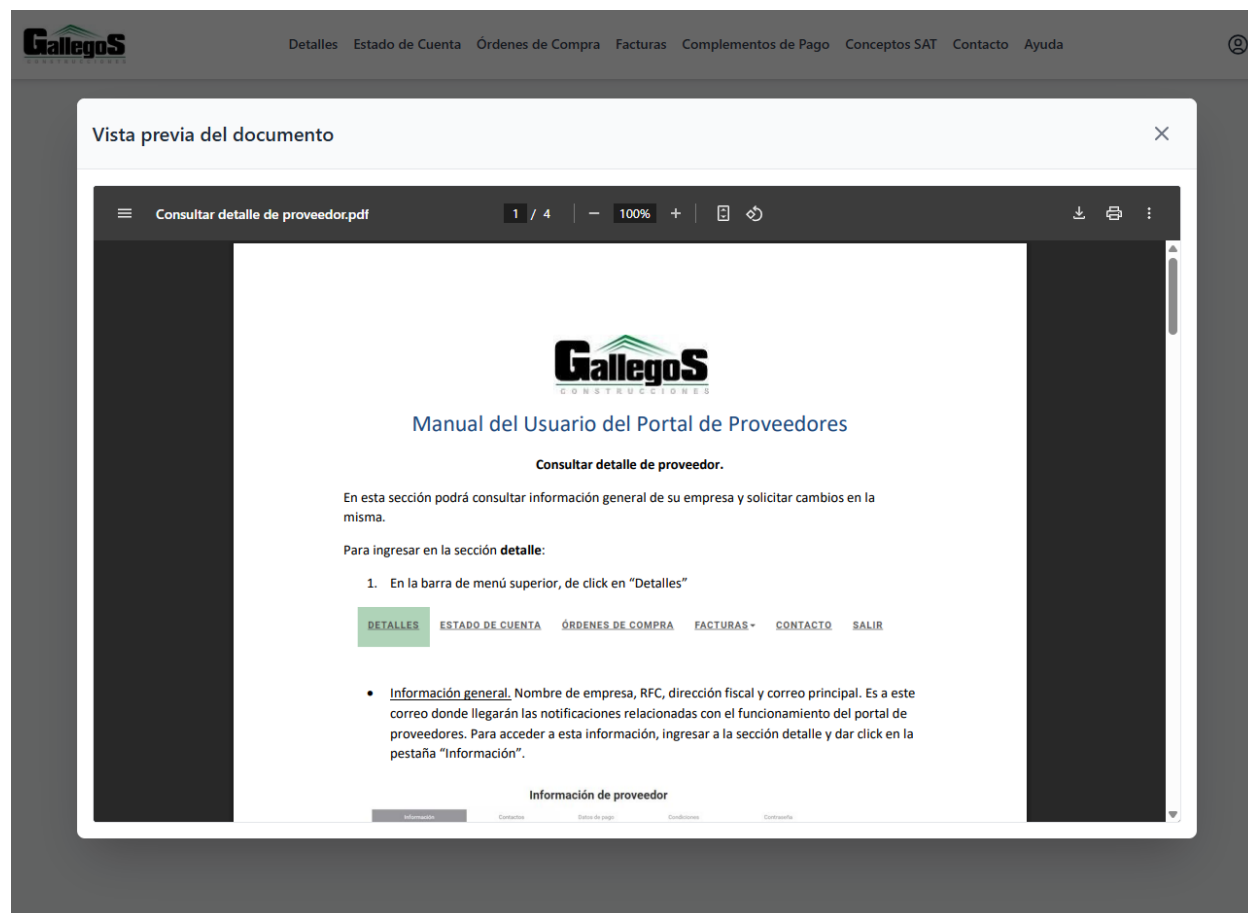 GallegoS
CONSTRUCCIONES
Detalles Estado de Cuenta Órdenes de Compra Facturas Complementos de Pago Conceptos SAT Contacto Ayuda
Vista previa del documento
Consultar detalle de proveedor.pdf 1 / 4 100%
GallegoS
CONSTRUCCIONES
Manual del Usuario del Portal de Proveedores
Consultar detalle de proveedor.
En esta sección podrá consultar información general de su empresa y solicitar cambios en la
misma.
Para ingresar en la sección detalle:
1. En la barra de menú superior, de click en “Detalles”
DETALLES ESTADO DE CUENTA ÓRDENES DE COMPRA FACTURAS CONTACTO SALIR
• Información general. Nombre de empresa, RFC, dirección fiscal y correo principal. Es a este
correo donde llegarán las notificaciones relacionadas con el funcionamiento del portal de
proveedores. Para acceder a esta información, ingresar a la sección detalle y dar click en la
pestaña “Información”.
Información de proveedor
Información Contactos Datos de pago Condiciones Contraseña